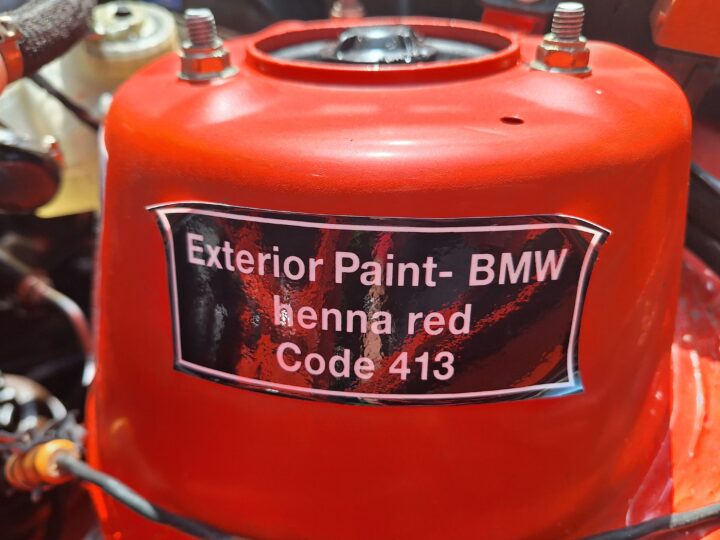 Exterior Paint- BMW
henna red
Code 413